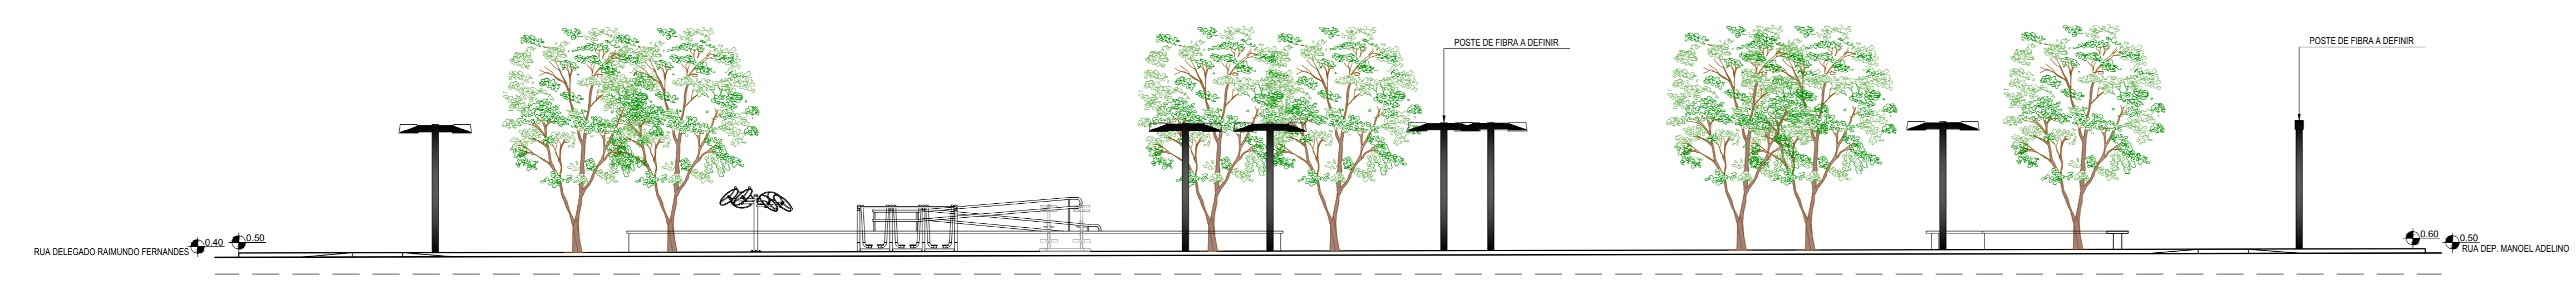 POSTE DE FIBRA A DEFINIR
POSTE DE FIBRA A DEFINIR
RUA DELEGADO RAIMUNDO FERNANDES
0.40
0.50
0.60
0.50
RUA DEP. MANOEL ADELINO